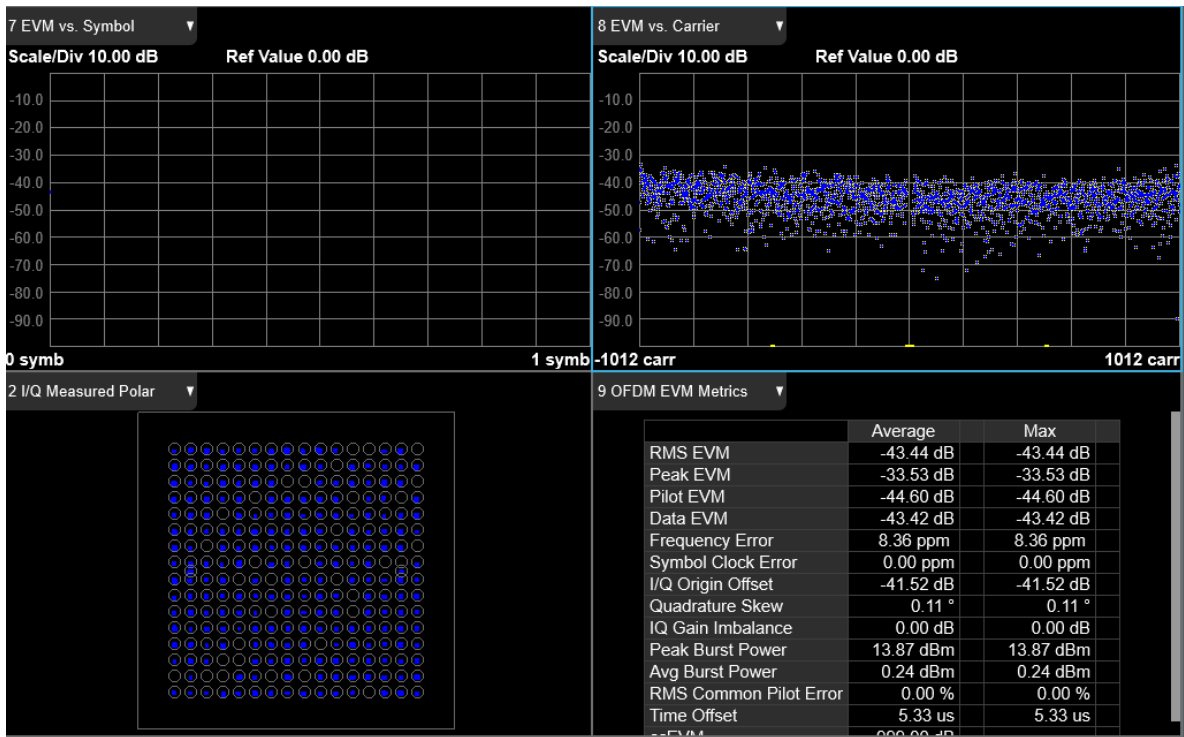 7 EVM vs. Symbol
Scale/Div 10.00 dB Ref Value 0.00 dB
-10.0
-20.0
-30.0
-40.0
-50.0
-60.0
-70.0
-80.0
-90.0
0 symb 1 symb
8 EVM vs. Carrier
Scale/Div 10.00 dB Ref Value 0.00 dB
-10.0
-20.0
-30.0
-40.0
-50.0
-60.0
-70.0
-80.0
-90.0
-1012 carr 1012 carr
2 I/Q Measured Polar
9 OFDM EVM Metrics
Average Max
RMS EVM -43.44 dB -43.44 dB
Peak EVM -33.53 dB -33.53 dB
Pilot EVM -44.60 dB -44.60 dB
Data EVM -43.42 dB -43.42 dB
Frequency Error 8.36 ppm 8.36 ppm
Symbol Clock Error 0.00 ppm 0.00 ppm
I/Q Origin Offset -41.52 dB -41.52 dB
Quadrature Skew 0.11 ° 0.11 °
IQ Gain Imbalance 0.00 dB 0.00 dB
Peak Burst Power 13.87 dBm 13.87 dBm
Avg Burst Power 0.24 dBm 0.24 dBm
RMS Common Pilot Error 0.00 % 0.00 %
Time Offset 5.33 us 5.33 us